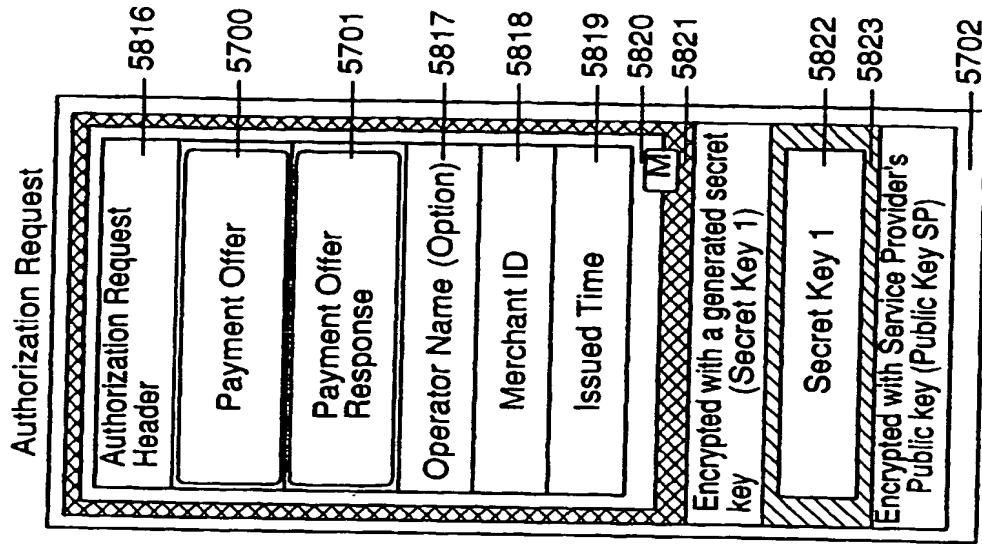 Authorization Request
Authorization Request
Header
5816
Payment Offer
5700
Payment Offer
Response
5701
Operator Name (Option)
5817
Merchant ID
5818
Issued Time
5819
M
5820
5821
Encrypted with a generated secret
key (Secret Key 1)
Secret Key 1
5822
5823
Encrypted with Service Provider's
Public key (Public Key SP)
5702